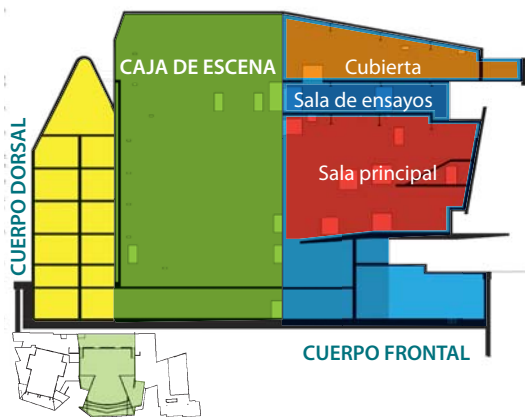 CAJA DE ESCENA
Cubierta
Sala de ensayos
Sala principal
CUERPO DORSAL
CUERPO FRONTAL